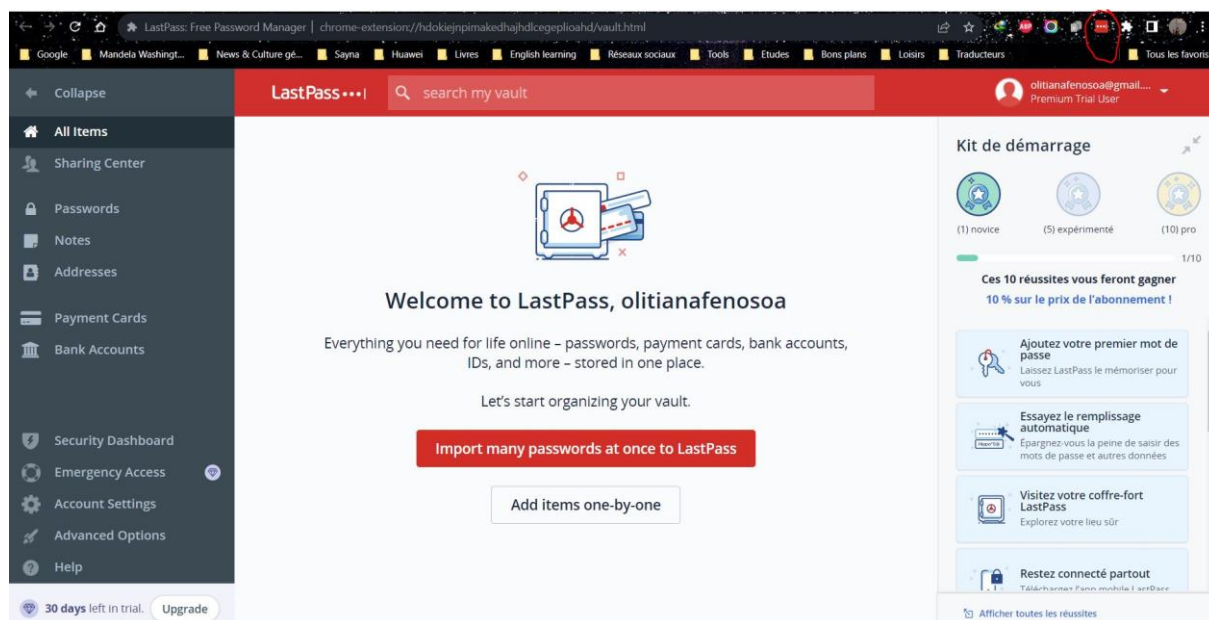 LastPass: Free Password Manager | chrome-extension://hdokiejnpimakedhajhdlcegeplioahd/vault.html
Google Mandela Washingt... News & Culture gé... Sayna Huawei Livres English learning Réseaux sociaux Tools Etudes Bons plans Loisirs Traducteurs Tous les favoris
Collapse
LastPass
search my vault
olitianafenosoa@gmail....
Premium Trial User
All Items
Sharing Center
Passwords
Notes
Addresses
Payment Cards
Bank Accounts
Security Dashboard
Emergency Access
Account Settings
Advanced Options
Help
30 days left in trial. Upgrade
Welcome to LastPass, olitianafenosoa
Everything you need for life online – passwords, payment cards, bank accounts,
IDs, and more – stored in one place.
Let's start organizing your vault.
Import many passwords at once to LastPass
Add items one-by-one
Kit de démarrage
(1) novice (5) expérimenté (10) pro
1/10
Ces 10 réussites vous feront gagner
10 % sur le prix de l'abonnement !
Ajoutez votre premier mot de
passe
Laissez LastPass le mémoriser pour
vous
Essayez le remplissage
automatique
Épargnez-vous la peine de saisir des
mots de passe et autres données
Visitez votre coffre-fort
LastPass
Explorez votre lieu sûr
Restez connecté partout
Téléchargez l'app mobile LastPass
Afficher toutes les réussites